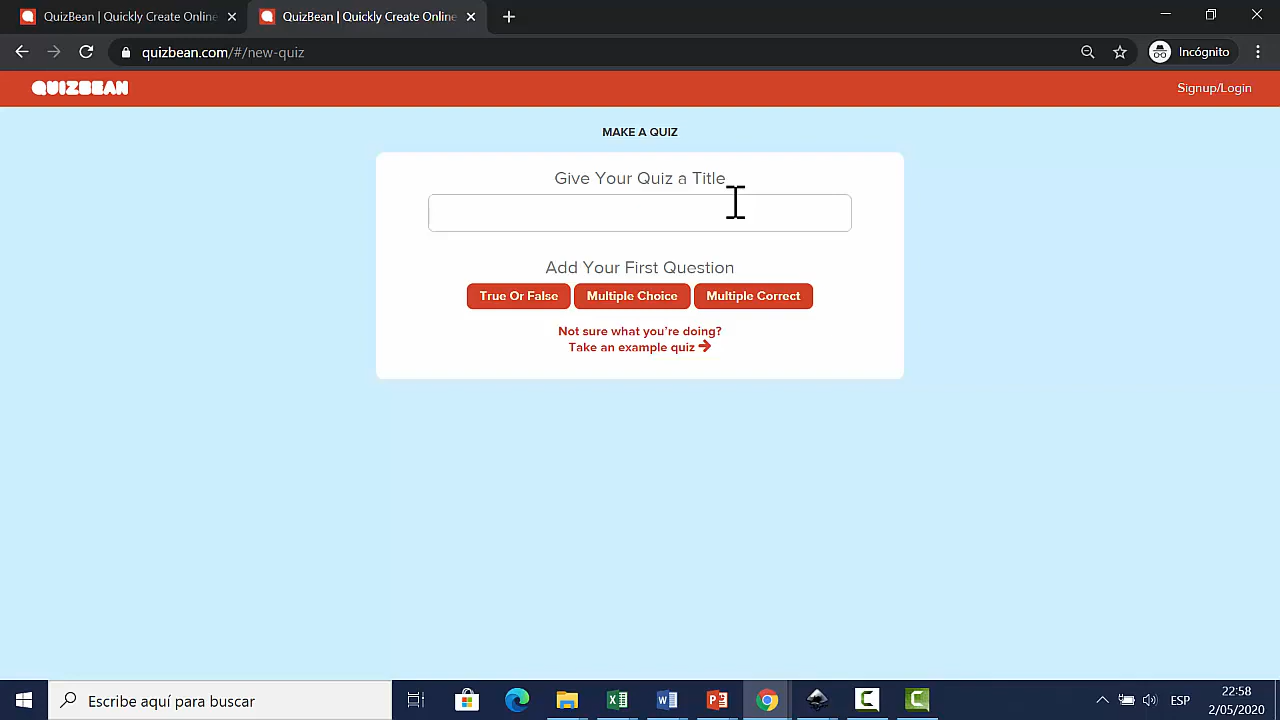 QuizBean | Quickly Create Online
QuizBean | Quickly Create Online
quizbean.com/#/new-quiz
Incógnito
QUIZBEAN
Signup/Login
MAKE A QUIZ
Give Your Quiz a Title
Add Your First Question
True Or False
Multiple Choice
Multiple Correct
Not sure what you're doing?
Take an example quiz
Escribe aquí para buscar
ESP
22:58
2/05/2020